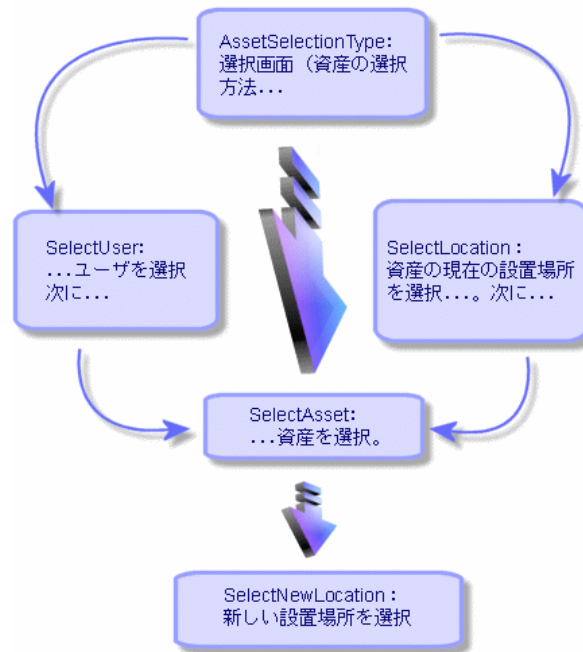 AssetSelectionType:
選択画面（資産の選択
方法...
SelectUser:
...ユーザを選択
次に...
SelectLocation :
資産の現在の設置場所
を選択...。次に...
SelectAsset:
...資産を選択。
SelectNewLocation :
新しい設置場所を選択